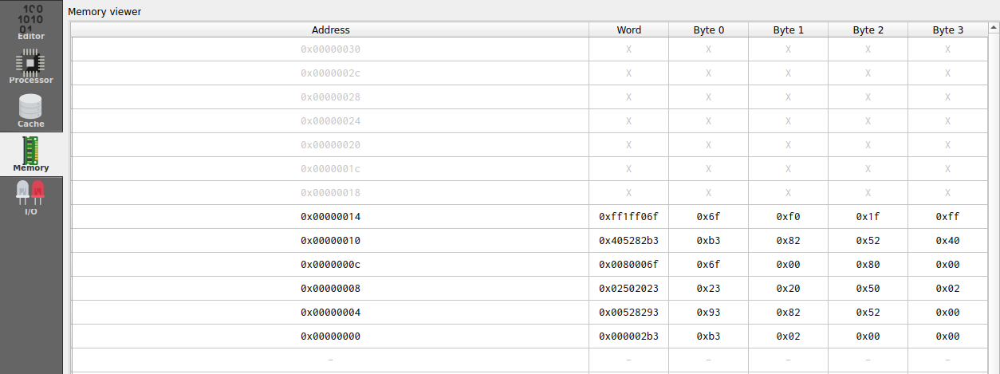 Memory viewer
100
1010
01
Editor
Processor
Cache
Memory
I/O
Address Word Byte 0 Byte 1 Byte 2 Byte 3
0x00000030 X X X X X
0x0000002c X X X X X
0x00000028 X X X X X
0x00000024 X X X X X
0x00000020 X X X X X
0x0000001c X X X X X
0x00000018 X X X X X
0x00000014 0xff1ff06f 0x6f 0xf0 0x1f 0xff
0x00000010 0x405282b3 0xb3 0x82 0x52 0x40
0x0000000c 0x0080006f 0x6f 0x00 0x80 0x00
0x00000008 0x02502023 0x23 0x20 0x50 0x02
0x00000004 0x00528293 0x93 0x82 0x52 0x00
0x00000000 0x000002b3 0xb3 0x02 0x00 0x00
- - - - - -